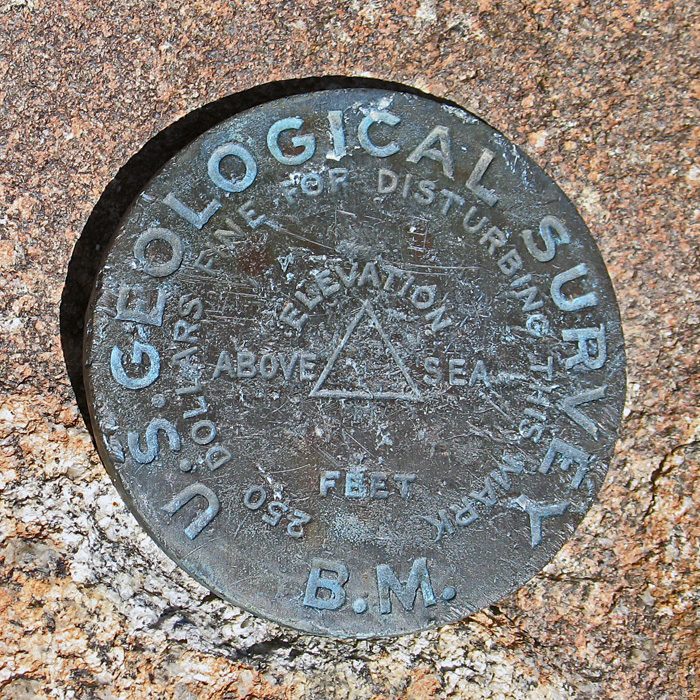 U.S. GEOLOGICAL SURVEY
250 DOLLARS FINE FOR DISTURBING THIS MARK
ELEVATION
ABOVE SEA
FEET
B.M.